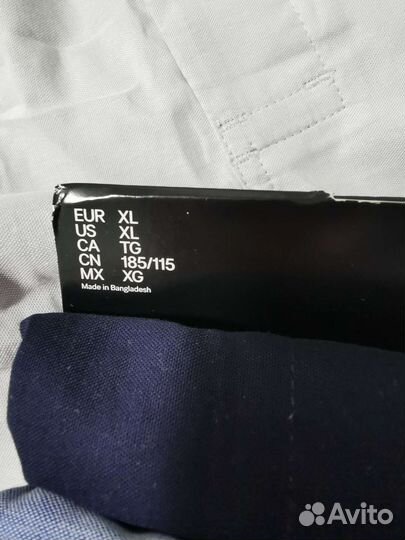 EUR XL
US XL
CA TG
CN 185/115
MX XG
Made in Bangladesh
Avito